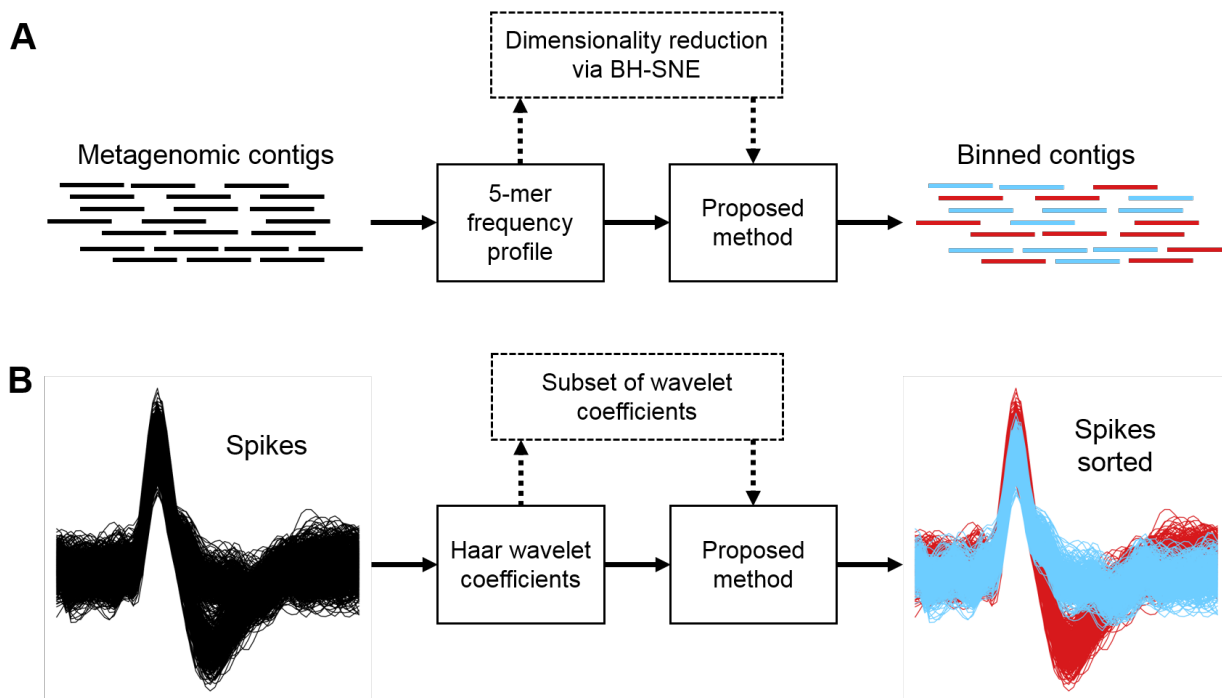 A
Dimensionality reduction
via BH-SNE
Metagenomic contigs
5-mer
frequency
profile
Proposed
method
Binned contigs
B
Subset of wavelet
coefficients
Spikes
Haar wavelet
coefficients
Proposed
method
Spikes
sorted